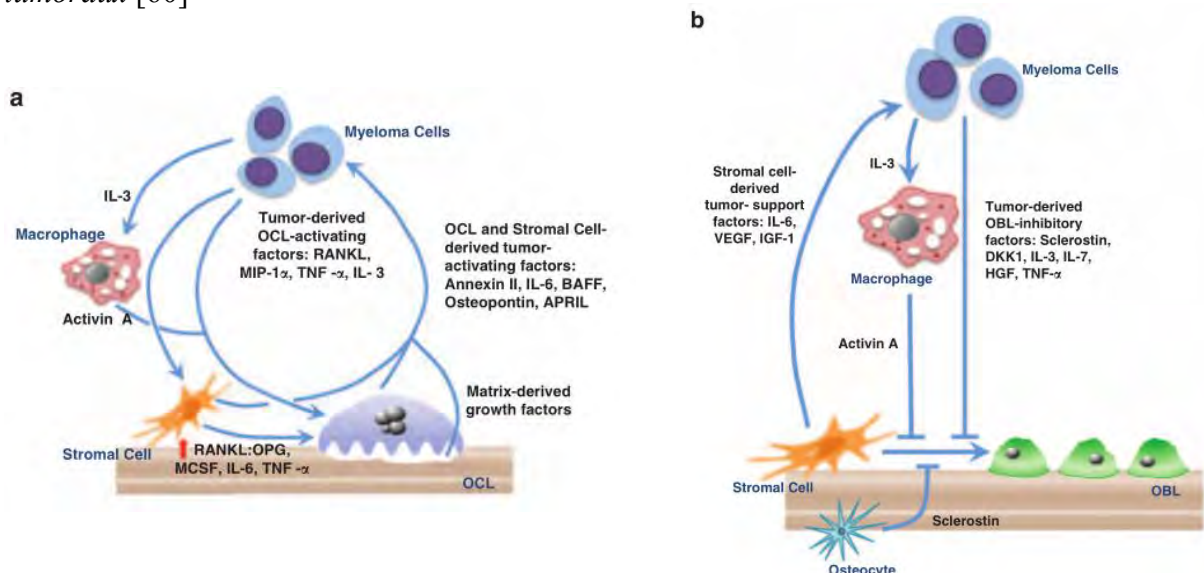 tumorali [60]
a
Myeloma Cells
IL-3
Macrophage
Tumor-derived
OCL-activating
factors: RANKL,
MIP-1α, TNF -α, IL- 3
OCL and Stromal Cell-
derived tumor-
activating factors:
Annexin II, IL-6, BAFF,
Osteopontin, APRIL
Activin A
Matrix-derived
growth factors
Stromal Cell
RANKL:OPG,
MCSF, IL-6, TNF -α
OCL
b
Myeloma Cells
IL-3
Stromal cell-
derived
tumor- support
factors: IL-6,
VEGF, IGF-1
Tumor-derived
OBL-inhibitory
factors: Sclerostin,
DKK1, IL-3, IL-7,
HGF, TNF-α
Macrophage
Activin A
Stromal Cell
OBL
Sclerostin
Osteocyte